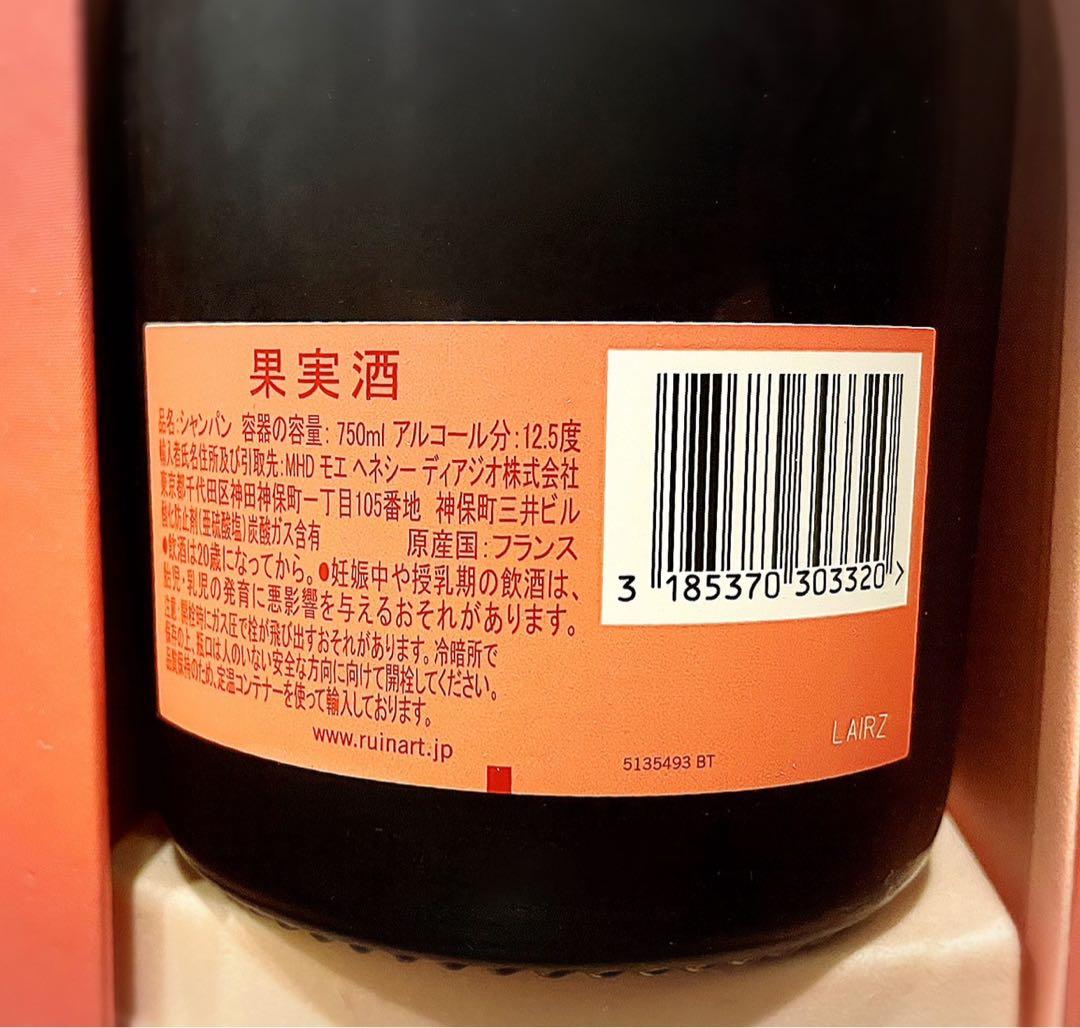 果実酒
品名:シャンパン 容器の容量: 750ml アルコール分:12.5度
輸入者氏名住所及び引取先:MHD モエ ヘネシー ディアジオ株式会社
東京都千代田区神田神保町一丁目105番地 神保町三井ビル
酸化防止剤(亜硫酸塩)炭酸ガス含有 原産国:フランス
●飲酒は20歳になってから。●妊娠中や授乳期の飲酒は、
胎児・乳児の発育に悪影響を与えるおそれがあります。
注意:開栓時にガス圧で栓が飛び出すおそれがあります。冷暗所で
保存の上、瓶口は人のいない安全な方向に向けて開栓してください。
品質保持のため、定温コンテナーを使って輸入しております。
www.ruinart.jp
3 185370 303320 >
LAIRZ
5135493 BT